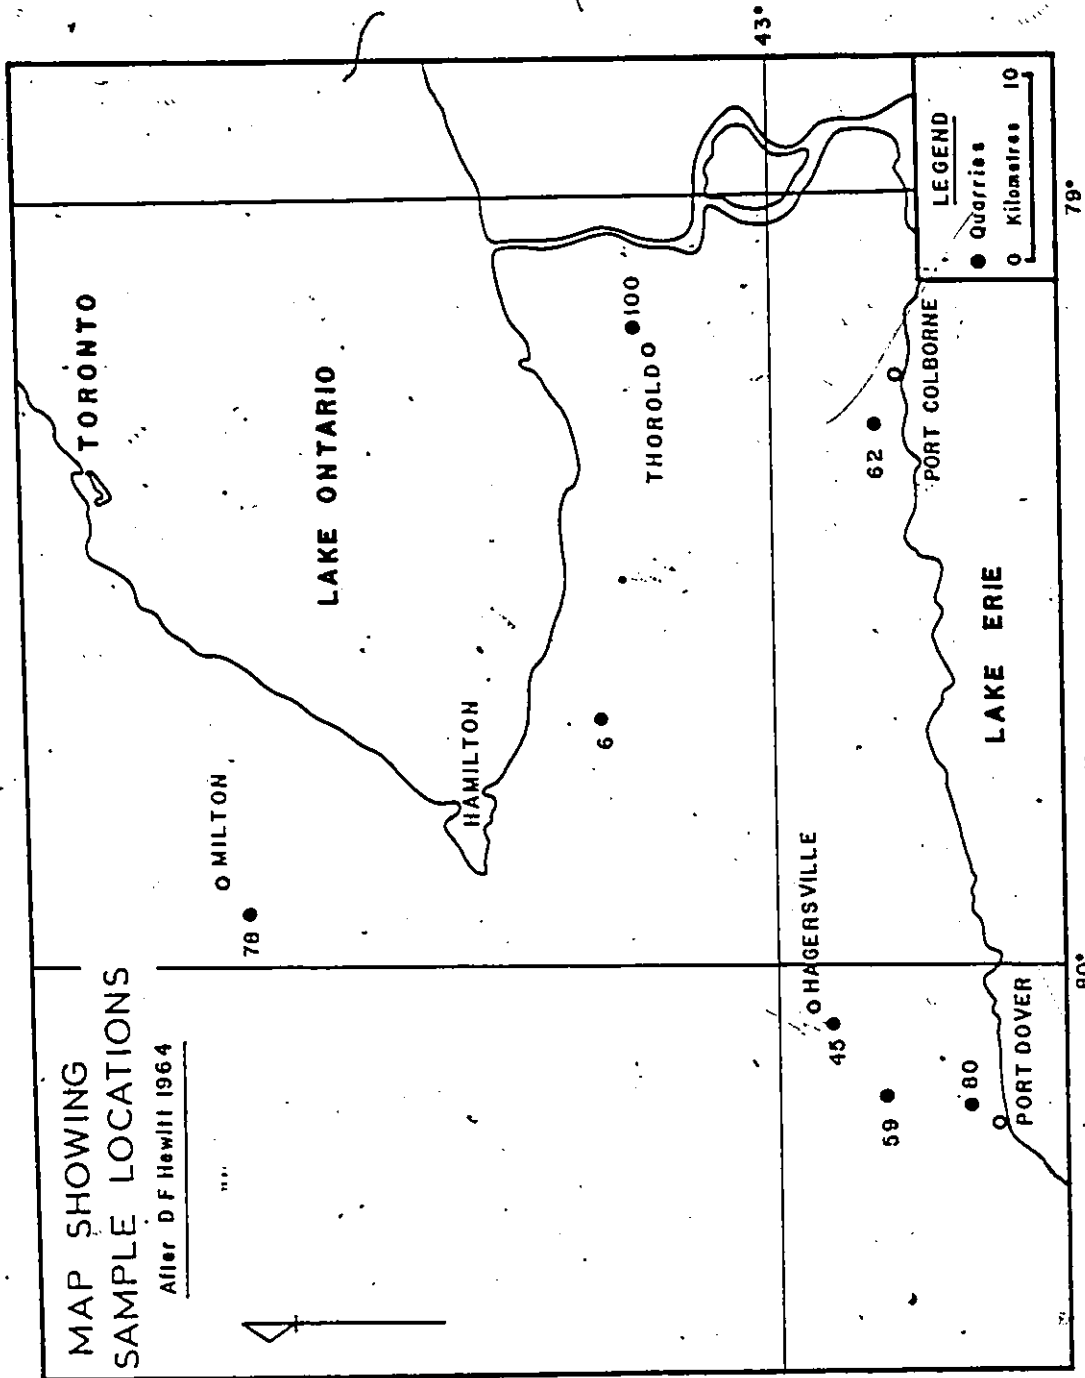 MAP SHOWING
SAMPLE LOCATIONS
After D F Hewitt 1964
TORONTO
LAKE ONTARIO
MILTON
78
HAMILTON
6
100
THOROLD
43°
HAGERSVILLE
45
59
80
PORT DOVER
62
PORT COLBORNE
LAKE ERIE
LEGEND
Quarries
0 Kilometres 10
80°
79°